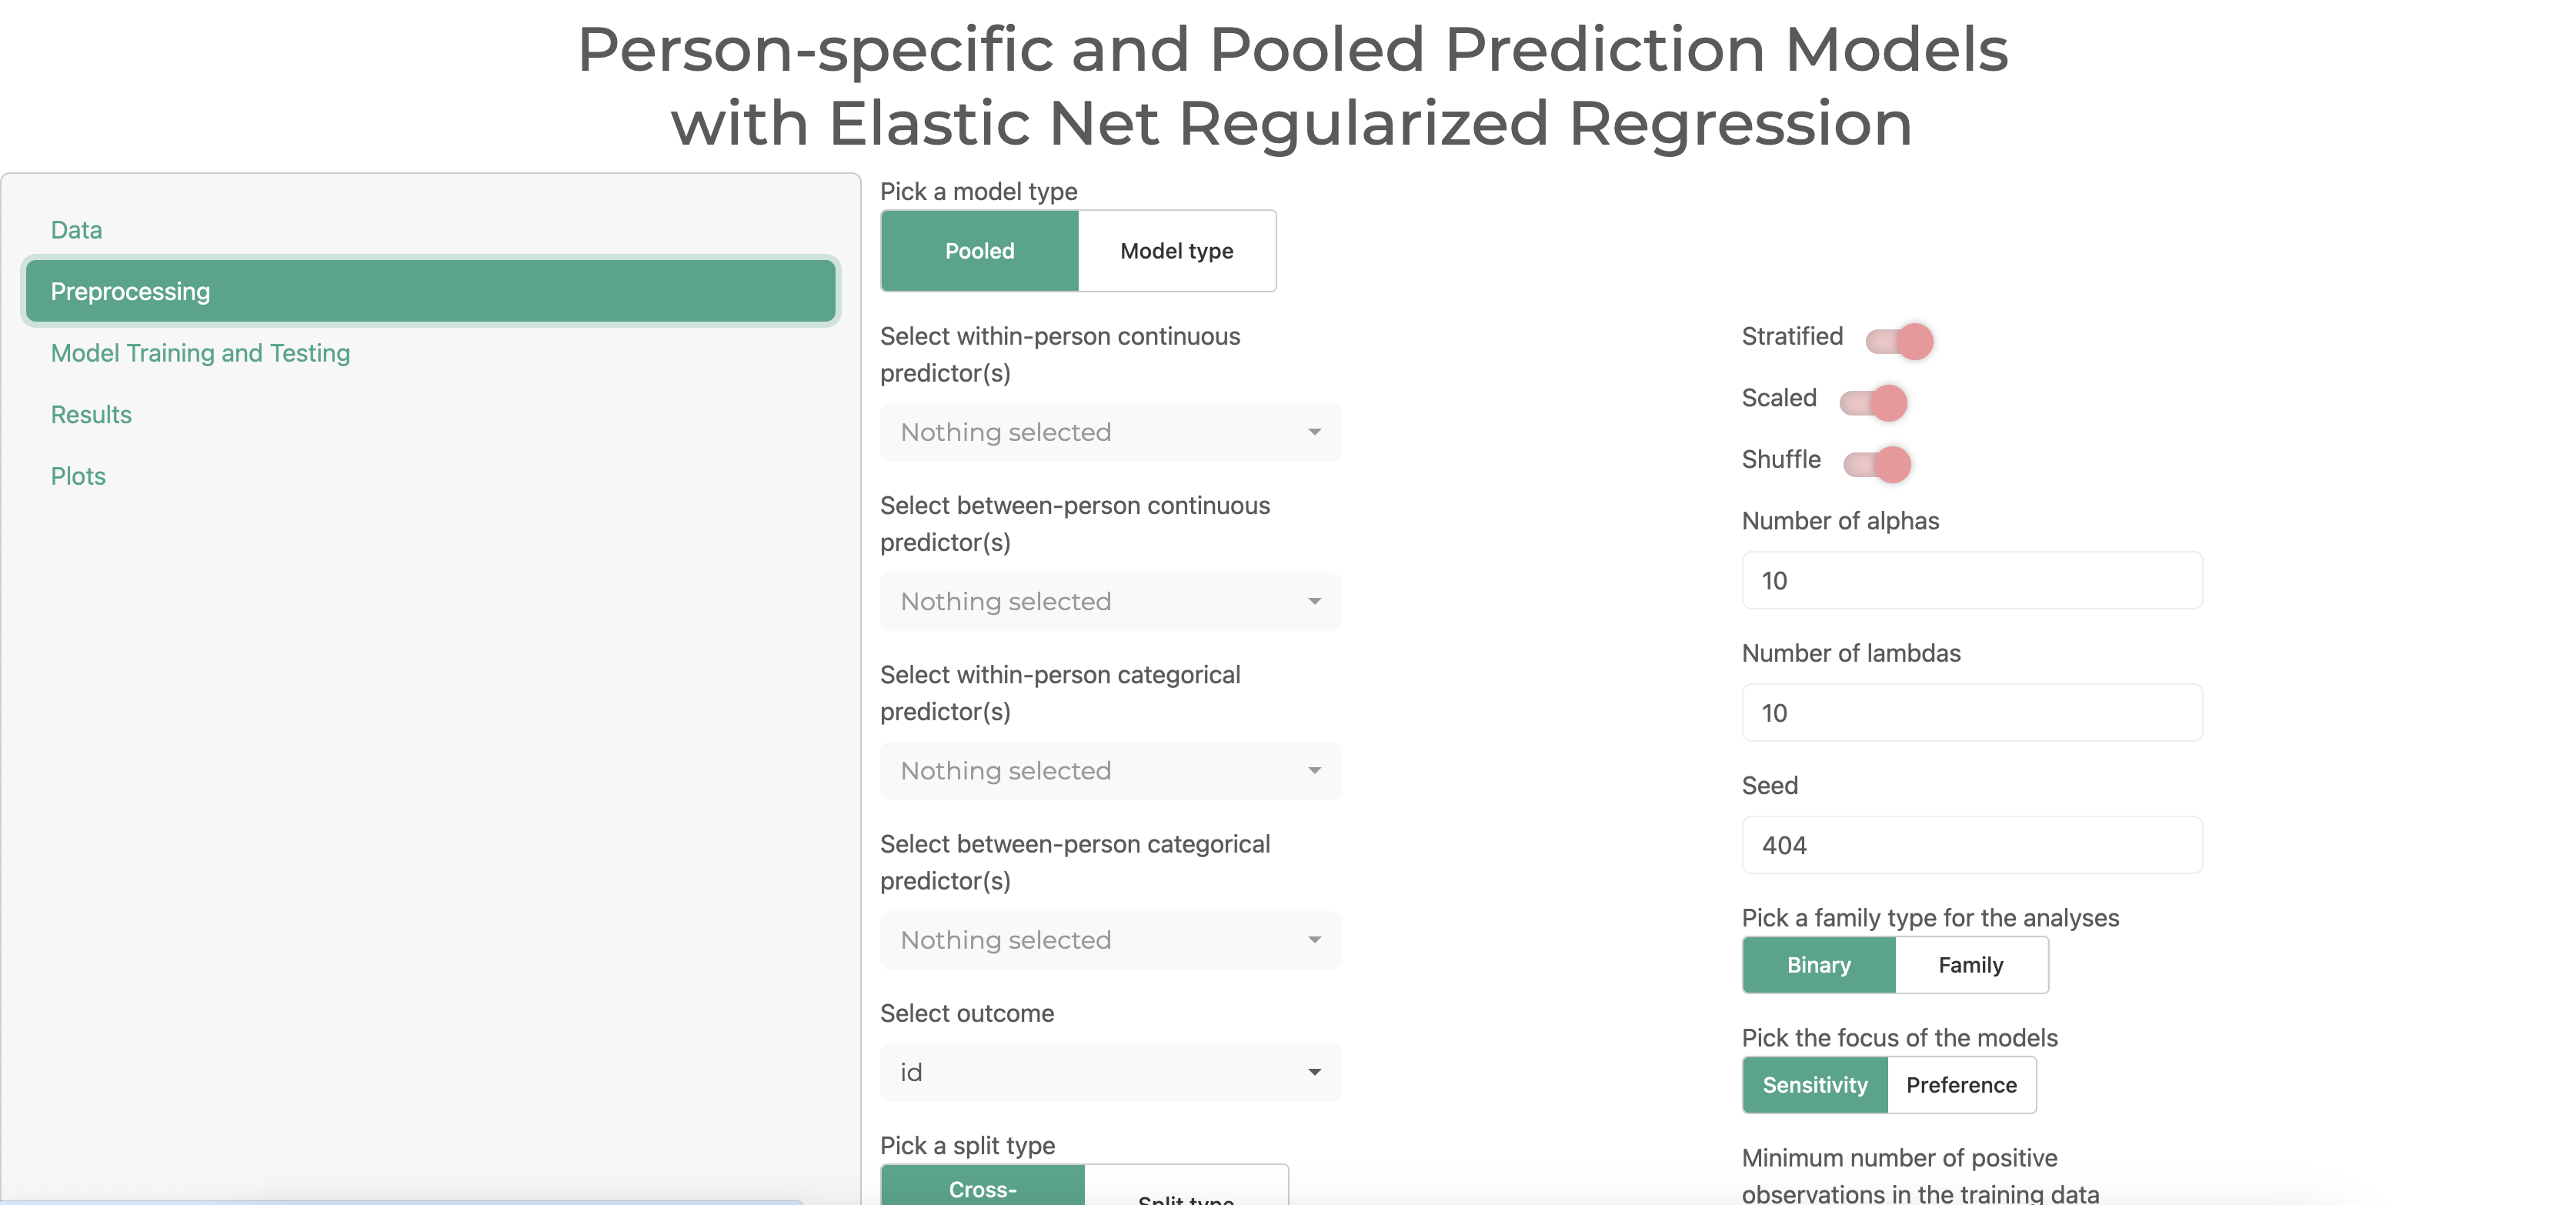 Person-specific and Pooled Prediction Models
with Elastic Net Regularized Regression
Data
Preprocessing
Model Training and Testing
Results
Plots
Pick a model type
Pooled
Model type
Select within-person continuous
predictor(s)
Nothing selected
Select between-person continuous
predictor(s)
Nothing selected
Select within-person categorical
predictor(s)
Nothing selected
Select between-person categorical
predictor(s)
Nothing selected
Select outcome
id
Pick a split type
Cross-
Split type
Stratified
Scaled
Shuffle
Number of alphas
10
Number of lambdas
10
Seed
404
Pick a family type for the analyses
Binary
Family
Pick the focus of the models
Sensitivity
Preference
Minimum number of positive
observations in the training data